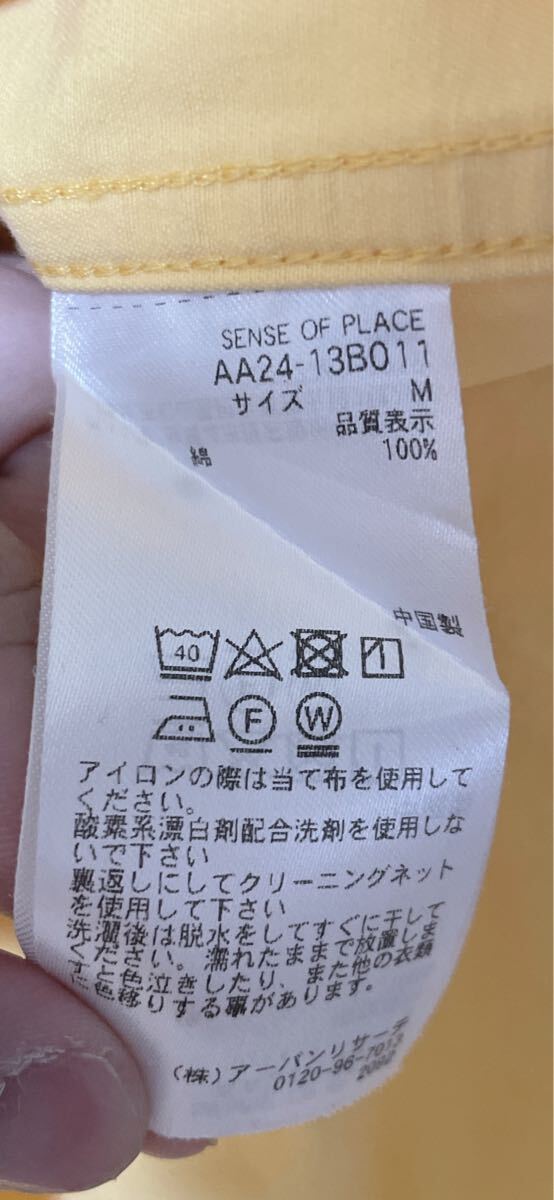 SENSE OF PLACE
AA24-13B011
サイズ M
品質表示
綿 100%
中国製
40
F W
アイロンの際は当て布を使用して
ください。
酸素系漂白剤配合洗剤を使用しな
いで下さい
裏返しにしてクリーニングネット
を使用して下さい
洗濯後は脱水をしてすぐに干して
ください。濡れたままで放置しま
すと色泣きしたり、また他の衣類
に色移りする事があります。
(株)アーバンリサーチ
0120-96-7013